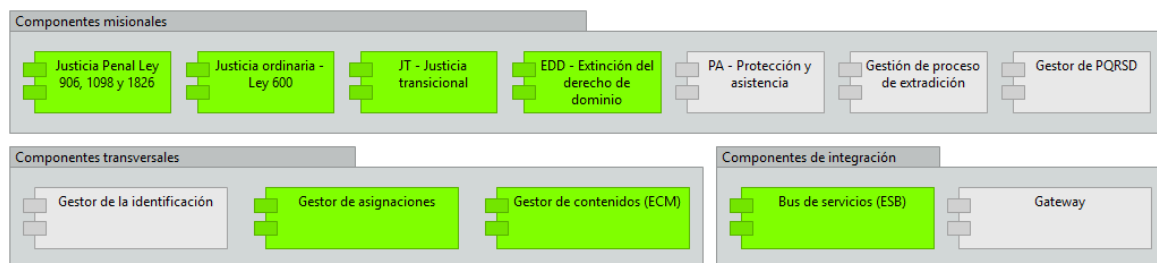 Componentes misionales
Justicia Penal Ley
906, 1098 y 1826
Justicia ordinaria -
Ley 600
JT - Justicia
transicional
EDD - Extinción del
derecho de
dominio
PA - Protección y
asistencia
Gestión de proceso
de extradición
Gestor de PQRSD
Componentes transversales
Gestor de la identificación
Gestor de asignaciones
Gestor de contenidos (ECM)
Componentes de integración
Bus de servicios (ESB)
Gateway